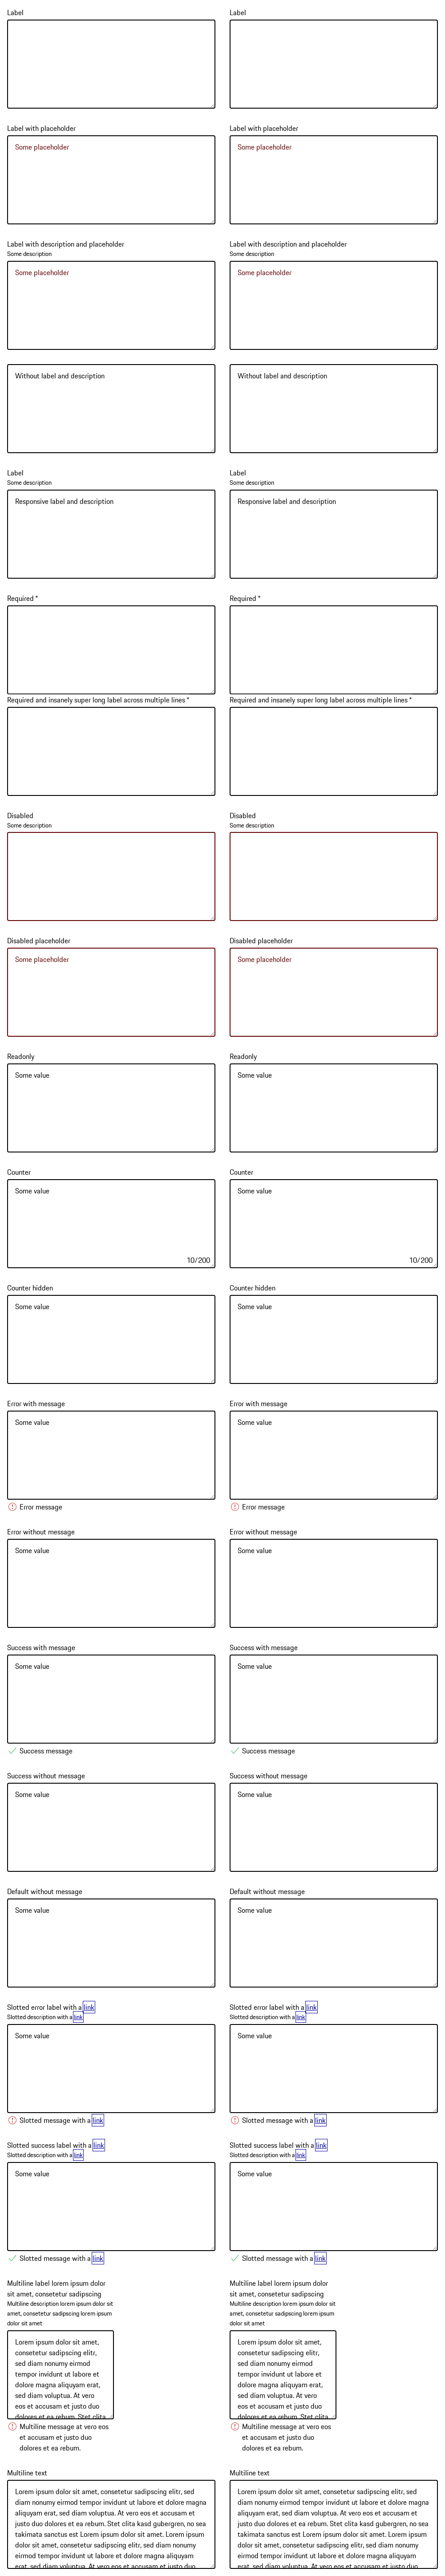 Label
Label
Label with placeholder
Label with placeholder
Some placeholder
Some placeholder
Label with description and placeholder
Label with description and placeholder
Some description
Some description
Some placeholder
Some placeholder
Without label and description
Without label and description
Label
Label
Some description
Some description
Responsive label and description
Responsive label and description
Required *
Required *
Required and insanely super long label across multiple lines *
Required and insanely super long label across multiple lines *
Disabled
Disabled
Some description
Some description
Disabled placeholder
Disabled placeholder
Some placeholder
Some placeholder
Readonly
Readonly
Some value
Some value
Counter
Counter
Some value
Some value
10/200
10/200
Counter hidden
Counter hidden
Some value
Some value
Error with message
Error with message
Some value
Some value
Error message
Error message
Error without message
Error without message
Some value
Some value
Success with message
Success with message
Some value
Some value
Success message
Success message
Success without message
Success without message
Some value
Some value
Default without message
Default without message
Some value
Some value
Slotted error label with a link
Slotted error label with a link
Slotted description with a link
Slotted description with a link
Some value
Some value
Slotted message with a link
Slotted message with a link
Slotted success label with a link
Slotted success label with a link
Slotted description with a link
Slotted description with a link
Some value
Some value
Slotted message with a link
Slotted message with a link
Multiline label lorem ipsum dolor
sit amet, consetetur sadipscing
Multiline description lorem ipsum dolor sit
amet, consetetur sadipscing lorem ipsum
dolor sit amet
Lorem ipsum dolor sit amet,
consetetur sadipscing elitr,
sed diam nonumy eirmod
tempor invidunt ut labore et
dolore magna aliquyam erat,
sed diam voluptua. At vero
eos et accusam et justo duo
dolores et ea rebum. Stet clita
Multiline message at vero eos
et accusam et justo duo
dolores et ea rebum.
Multiline label lorem ipsum dolor
sit amet, consetetur sadipscing
Multiline description lorem ipsum dolor sit
amet, consetetur sadipscing lorem ipsum
dolor sit amet
Lorem ipsum dolor sit amet,
consetetur sadipscing elitr,
sed diam nonumy eirmod
tempor invidunt ut labore et
dolore magna aliquyam erat,
sed diam voluptua. At vero
eos et accusam et justo duo
dolores et ea rebum. Stet clita
Multiline message at vero eos
et accusam et justo duo
dolores et ea rebum.
Multiline text
Lorem ipsum dolor sit amet, consetetur sadipscing elitr, sed
diam nonumy eirmod tempor invidunt ut labore et dolore magna
aliquyam erat, sed diam voluptua. At vero eos et accusam et
justo duo dolores et ea rebum. Stet clita kasd gubergren, no sea
takimata sanctus est Lorem ipsum dolor sit amet. Lorem ipsum
dolor sit amet, consetetur sadipscing elitr, sed diam nonumy
eirmod tempor invidunt ut labore et dolore magna aliquyam
erat, sed diam voluptua. At vero eos et accusam et justo duo
Multiline text
Lorem ipsum dolor sit amet, consetetur sadipscing elitr, sed
diam nonumy eirmod tempor invidunt ut labore et dolore magna
aliquyam erat, sed diam voluptua. At vero eos et accusam et
justo duo dolores et ea rebum. Stet clita kasd gubergren, no sea
takimata sanctus est Lorem ipsum dolor sit amet. Lorem ipsum
dolor sit amet, consetetur sadipscing elitr, sed diam nonumy
eirmod tempor invidunt ut labore et dolore magna aliquyam
erat, sed diam voluptua. At vero eos et accusam et justo duo